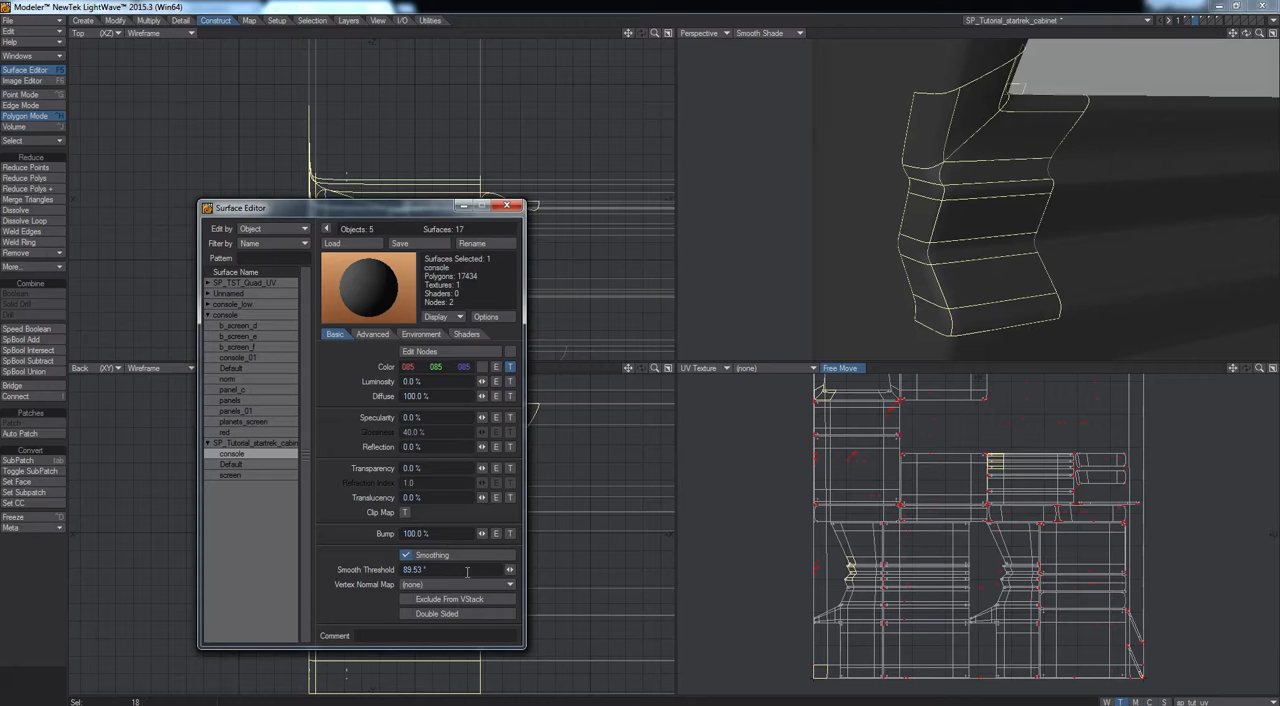 Modeler™ NewTek LightWave™ 2015.3 (Win64)
File Create Modify Multiply Detail Construct Map Setup Selection Layers View I/O Utilities SP_Tutorial_startrek_cabinet * 1
Edit Top (XZ) Wireframe Perspective Smooth Shade
Help
Windows
Surface Editor F5
Image Editor F6
Point Mode ^G
Edge Mode
Polygon Mode ^H
Volume ^J
Select
Reduce
Reduce Points
Reduce Polys
Reduce Polys +
Merge Triangles
Dissolve
Dissolve Loop
Weld Edges
Weld Ring
Remove
More...
Combine
Boolean
Solid Drill
Drill
Speed Boolean
SpBool Add
SpBool Intersect
SpBool Subtract
SpBool Union
Bridge
Connect
Patches
Patch
Auto Patch
Convert
SubPatch
Toggle SubPatch
Set Face
Set Subpatch
Set CC
Freeze
Meta
Back (XY) Wireframe
UV Texture (none) Free Move
Surface Editor
Edit by Object
Filter by Name
Pattern
Surface Name
SP_TST_Quad_UV
Unnamed
console_low
console
b_screen_d
b_screen_e
b_screen_f
console_01
Default
norm
panel_c
panels
panels_01
planets_screen
red
SP_Tutorial_startrek_cabin
console
Default
screen
Objects: 5 Surfaces: 17
Load Save Rename
Surfaces Selected: 1
console
Polygons: 17434
Textures: 1
Shaders: 0
Nodes: 2
Display Options
Basic Advanced Environment Shaders
Edit Nodes
Color 085 085 085 E T
Luminosity 0.0 % E T
Diffuse 100.0 % E T
Specularity 0.0 % E T
Glossiness 40.0 % E T
Reflection 0.0 % E T
Transparency 0.0 % E T
Refraction Index 1.0 E T
Translucency 0.0 % E T
Clip Map T
Bump 100.0 % E T
Smoothing
Smooth Threshold 89.53 °
Vertex Normal Map (none)
Exclude From VStack
Double Sided
Comment
Sel: 18 W T M C S sp_tut_uv